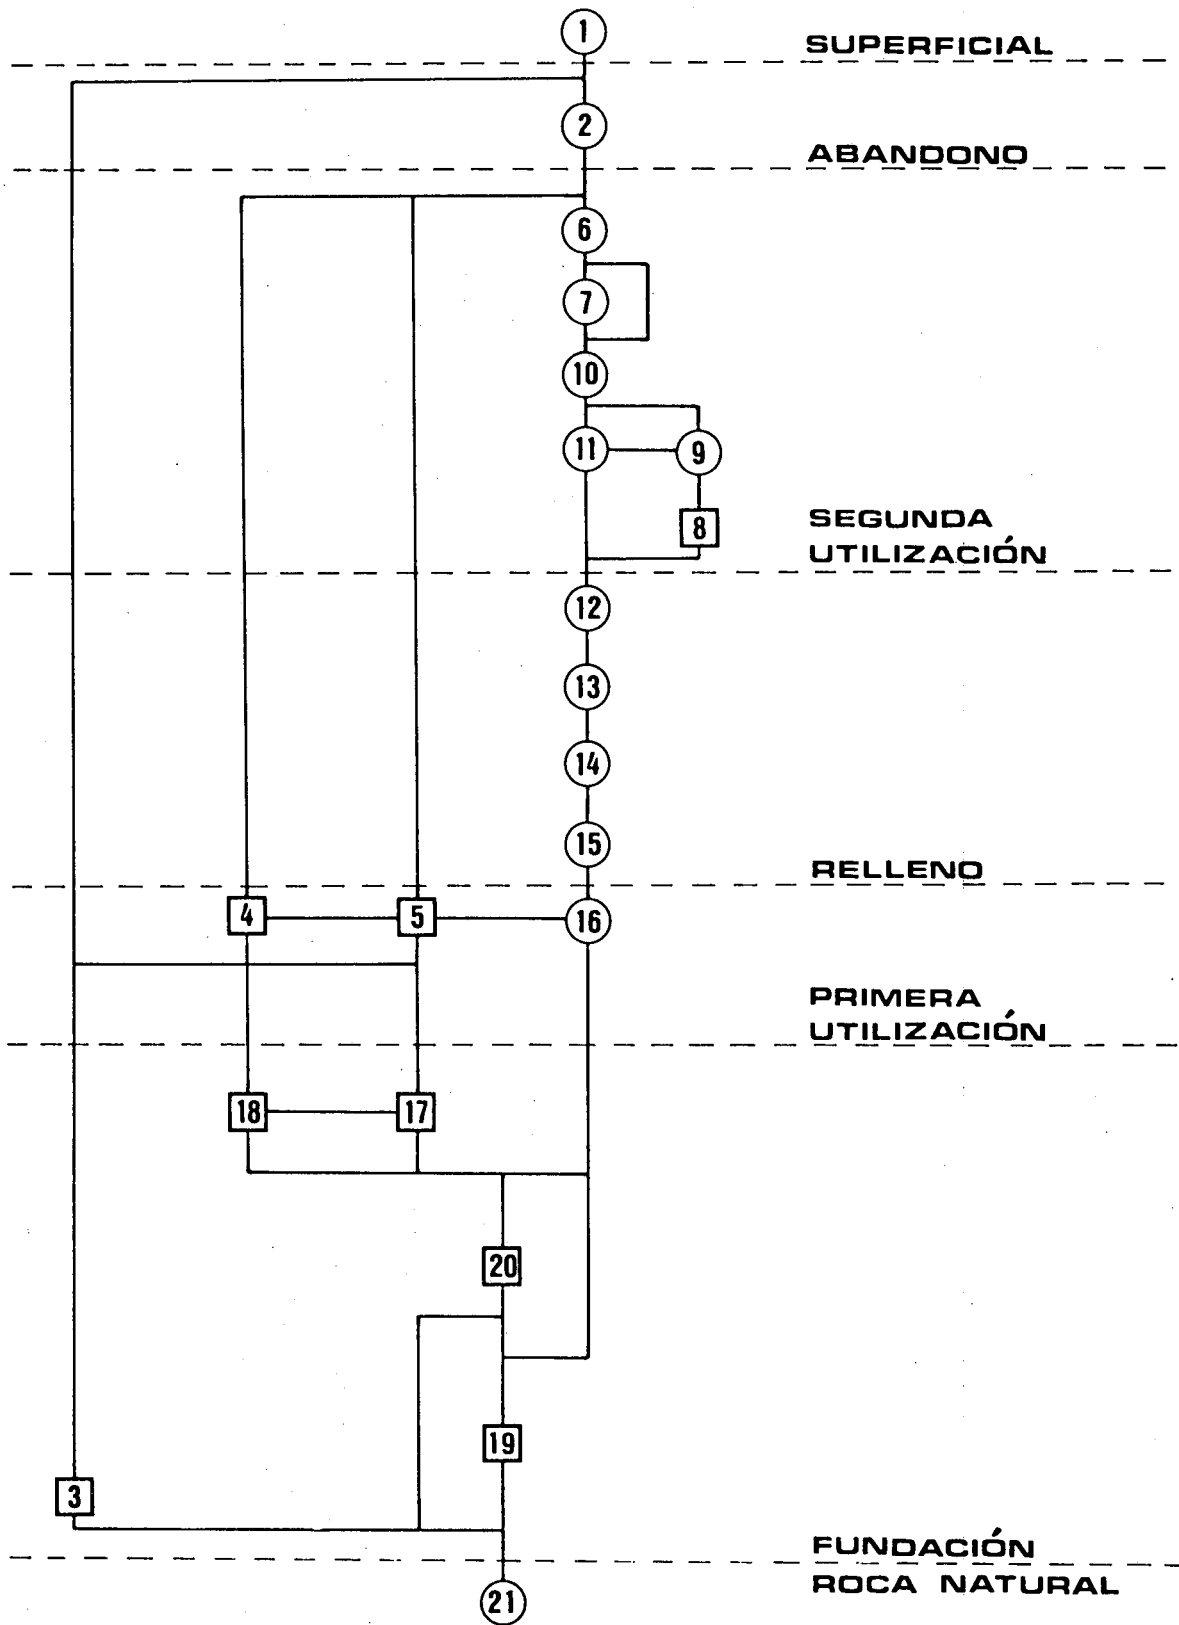 1
SUPERFICIAL
2
ABANDONO
6
7
10
11
9
8
SEGUNDA
UTILIZACIÓN
12
13
14
15
RELLENO
4
5
16
PRIMERA
UTILIZACIÓN
18
17
20
19
3
FUNDACIÓN
ROCA NATURAL
21